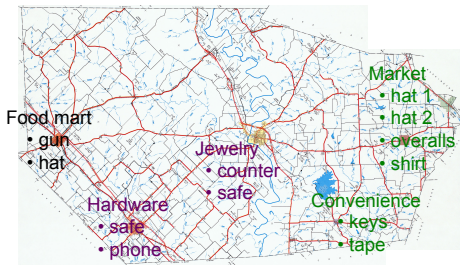 Food mart
• gun
• hat
Hardware
• safe
• phone
Jewelry
• counter
• safe
Market
• hat 1
• hat 2
• overalls
• shirt
Convenience
• keys
• tape